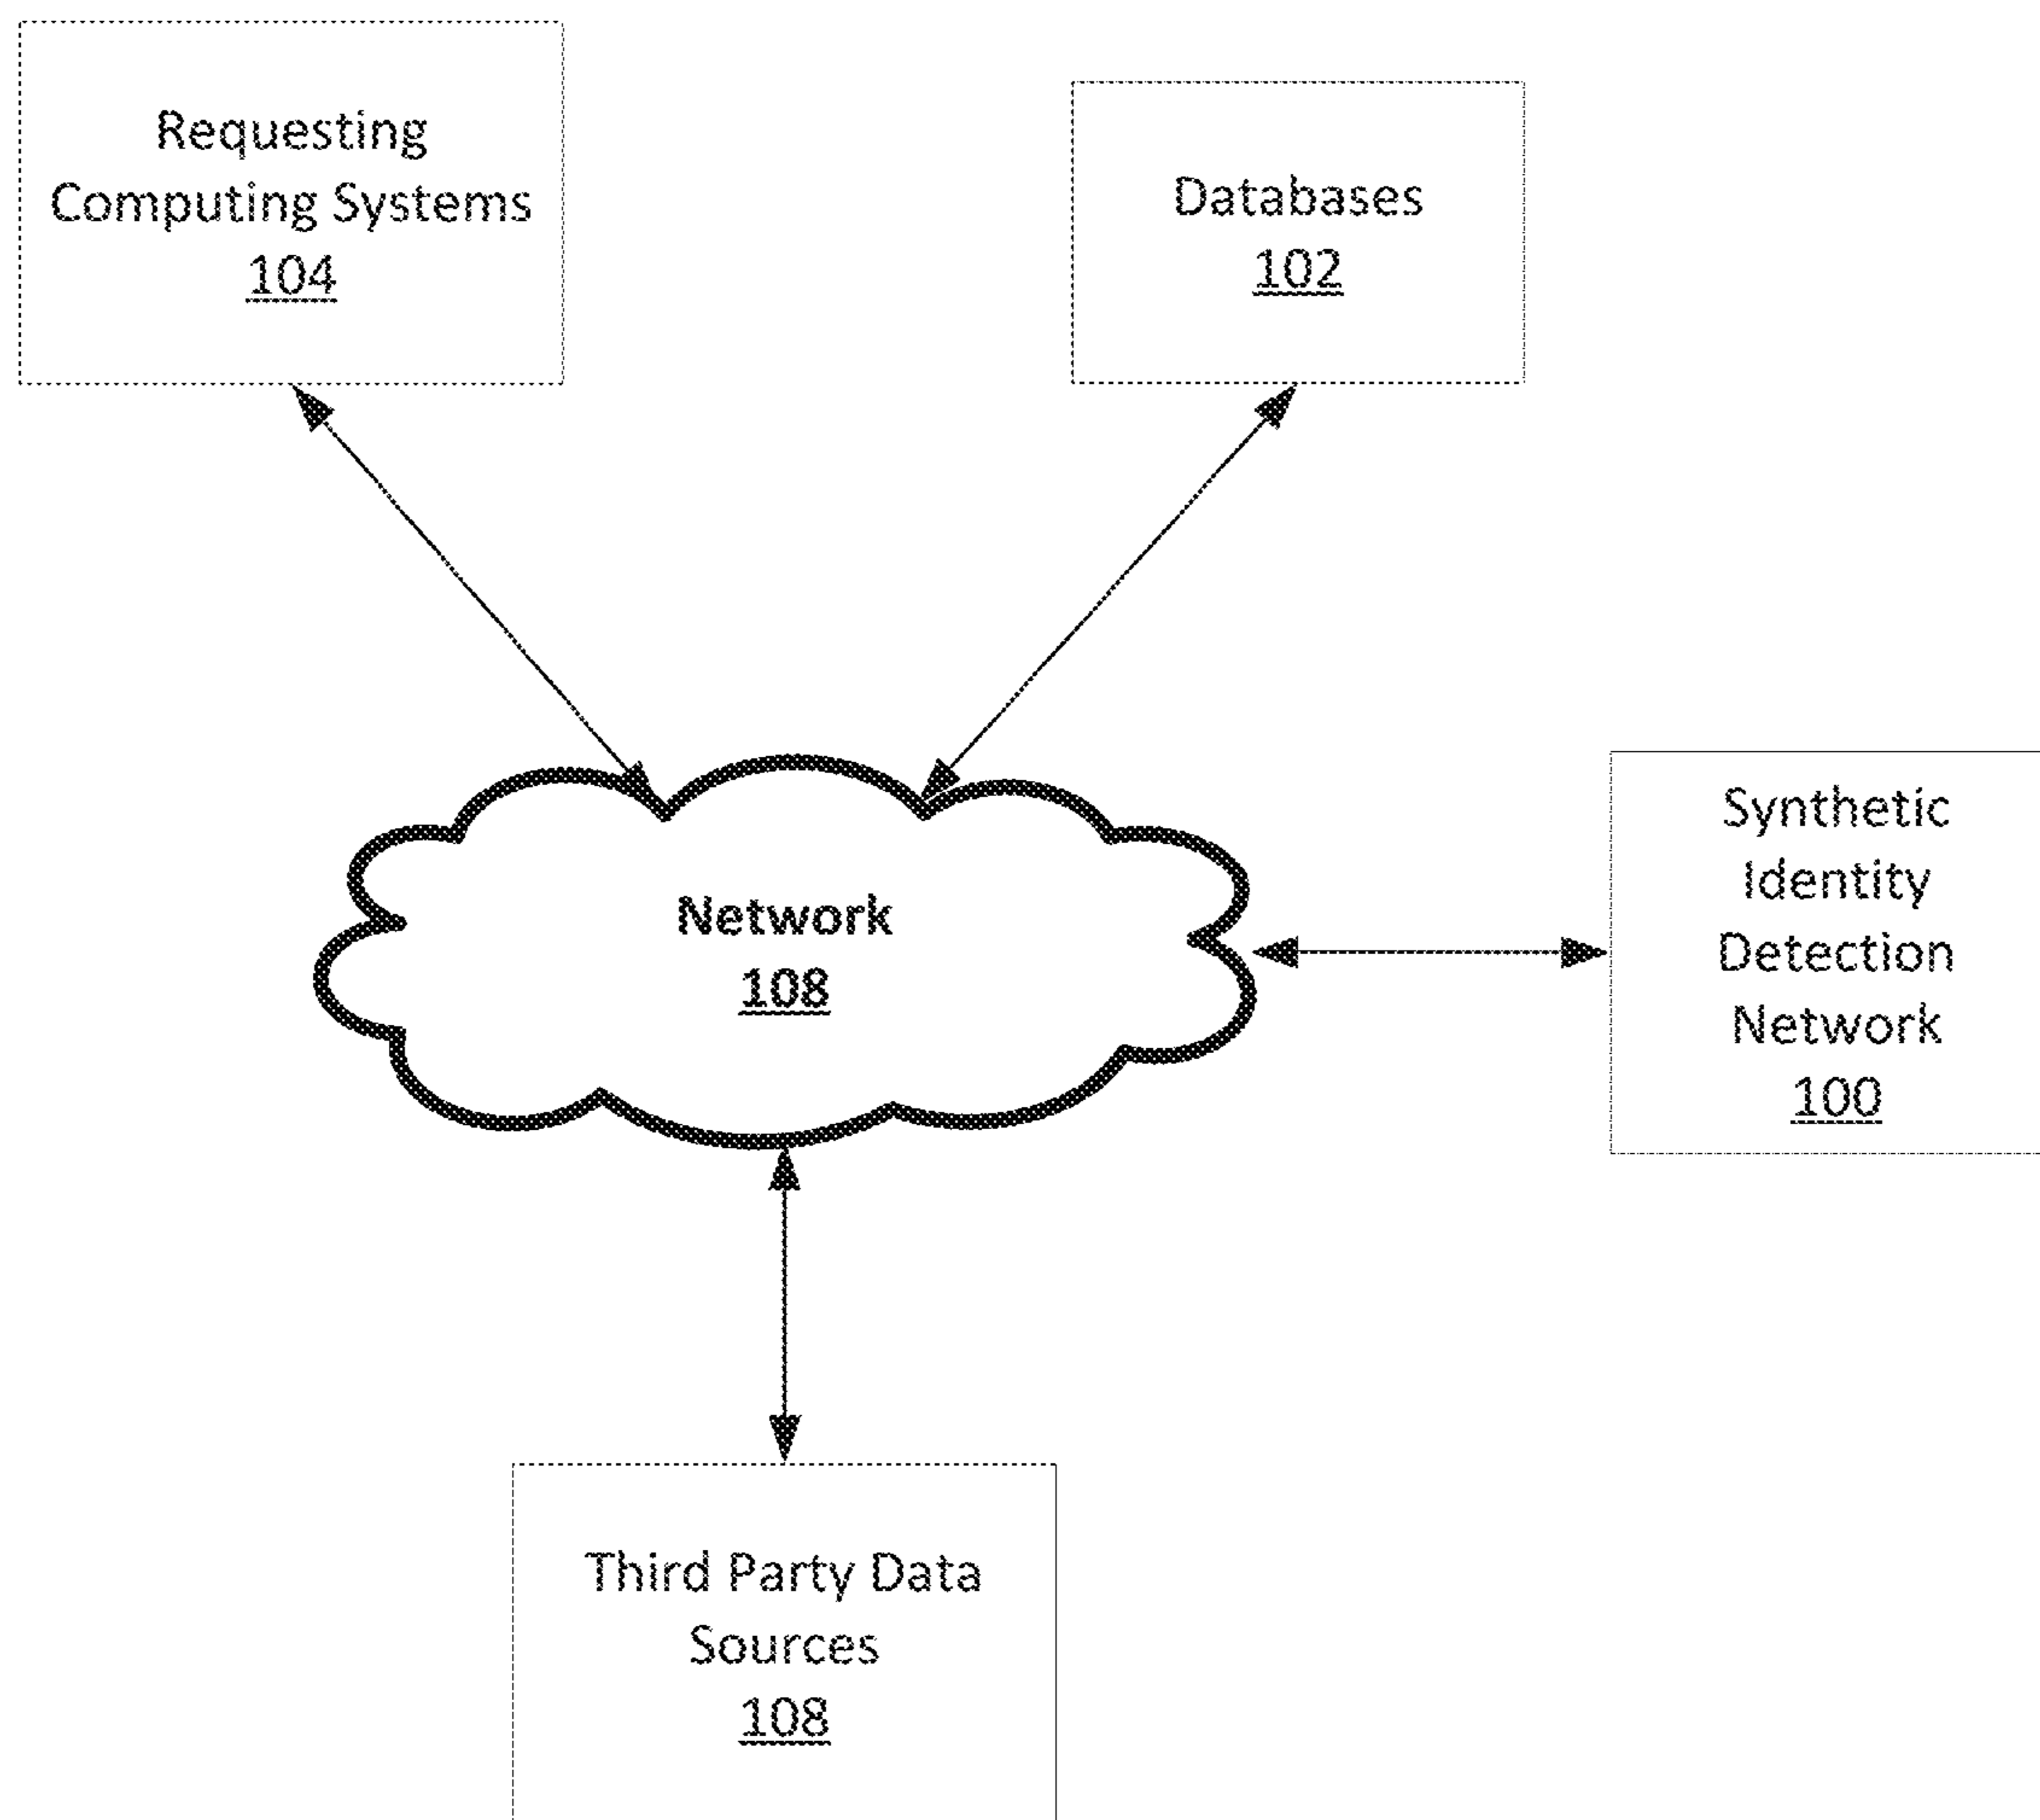 Requesting
Computing Systems
104
Databases
102
Network
108
Synthetic
Identity
Detection
Network
100
Third Party Data
Sources
108